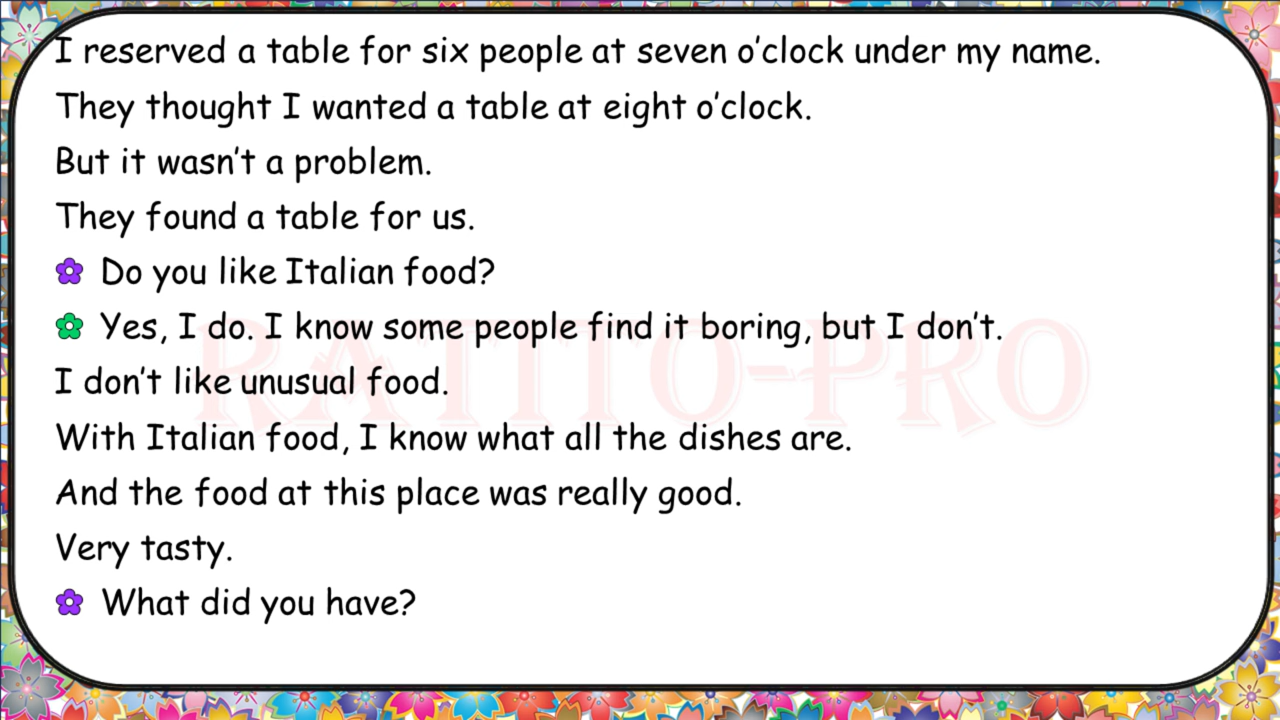 I reserved a table for six people at seven o’clock under my name.
They thought I wanted a table at eight o’clock.
But it wasn’t a problem.
They found a table for us.
Do you like Italian food?
Yes, I do. I know some people find it boring, but I don’t.
I don’t like unusual food.
With Italian food, I know what all the dishes are.
And the food at this place was really good.
Very tasty.
What did you have?